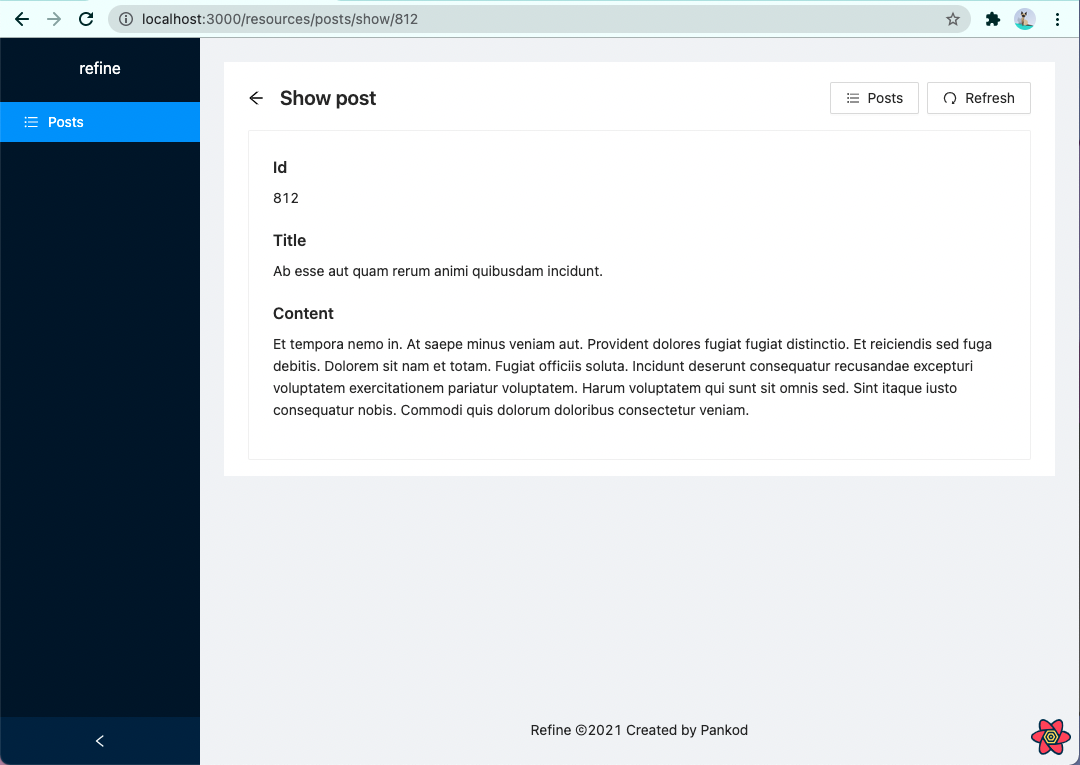 localhost:3000/resources/posts/show/812
refine
Posts
Show post
Posts
Refresh
Id
812
Title
Ab esse aut quam rerum animi quibusdam incidunt.
Content
Et tempora nemo in. At saepe minus veniam aut. Provident dolores fugiat fugiat distinctio. Et reiciendis sed fuga
debitis. Dolorem sit nam et totam. Fugiat officiis soluta. Incidunt deserunt consequatur recusandae excepturi
voluptatem exercitationem pariatur voluptatem. Harum voluptatem qui sunt sit omnis sed. Sint itaque iusto
consequatur nobis. Commodi quis dolorum doloribus consectetur veniam.
Refine ©2021 Created by Pankod